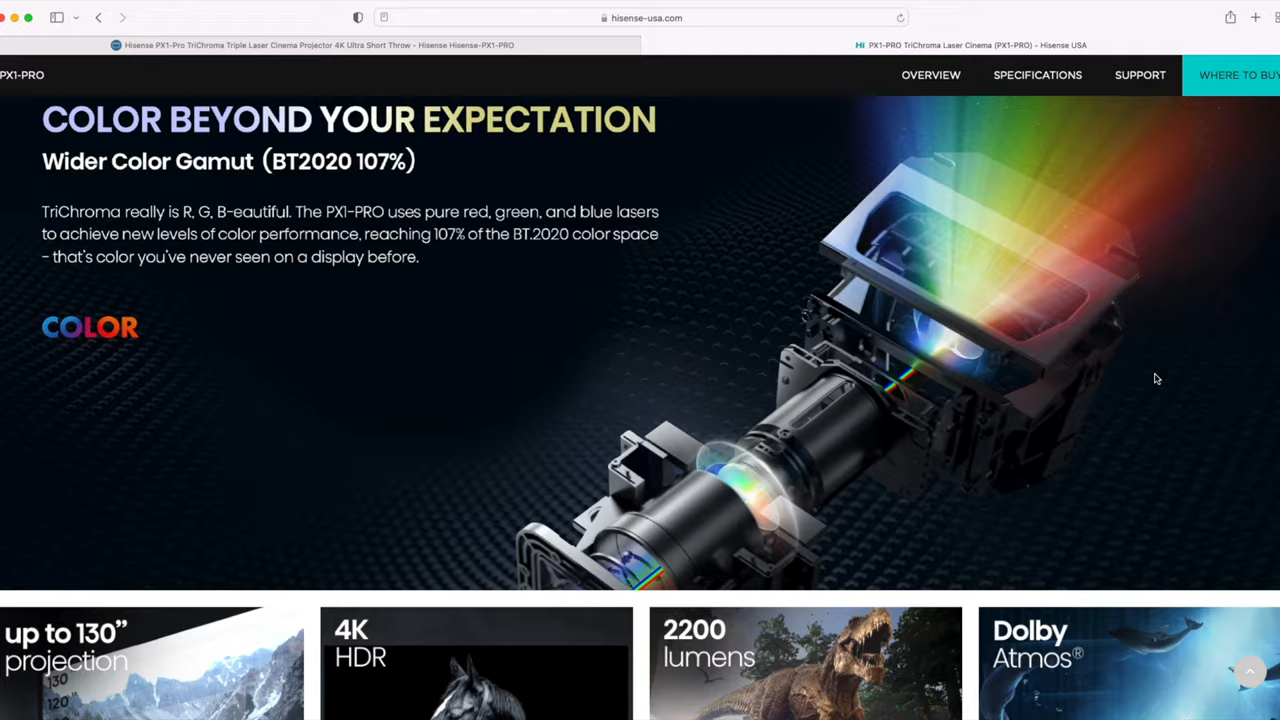 hisense-usa.com
Hisense PX1-Pro TriChroma Triple Laser Cinema Projector 4K Ultra Short Throw - Hisense Hisense-PX1-PRO
Hi PX1-PRO TriChroma Laser Cinema (PX1-PRO) - Hisense USA
PX1-PRO
OVERVIEW
SPECIFICATIONS
SUPPORT
WHERE TO BUY
COLOR BEYOND YOUR EXPECTATION
Wider Color Gamut (BT2020 107%)
TriChroma really is R, G, B-eautiful. The PX1-PRO uses pure red, green, and blue lasers
to achieve new levels of color performance, reaching 107% of the BT.2020 color space
- that's color you've never seen on a display before.
COLOR
up to 130”
projection
130
120"
4K
HDR
2200
lumens
Dolby
Atmos®